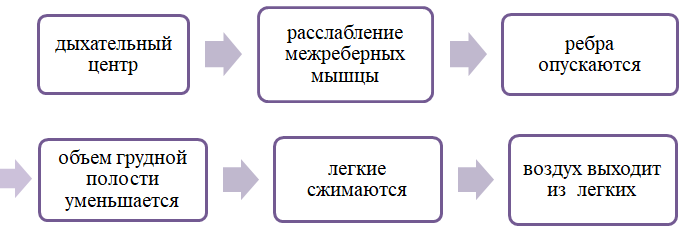 дыхательный
центр
расслабление
межреберных
мышцы
ребра
опускаются
объем грудной
полости
уменьшается
легкие
сжимаются
воздух выходит
из легких